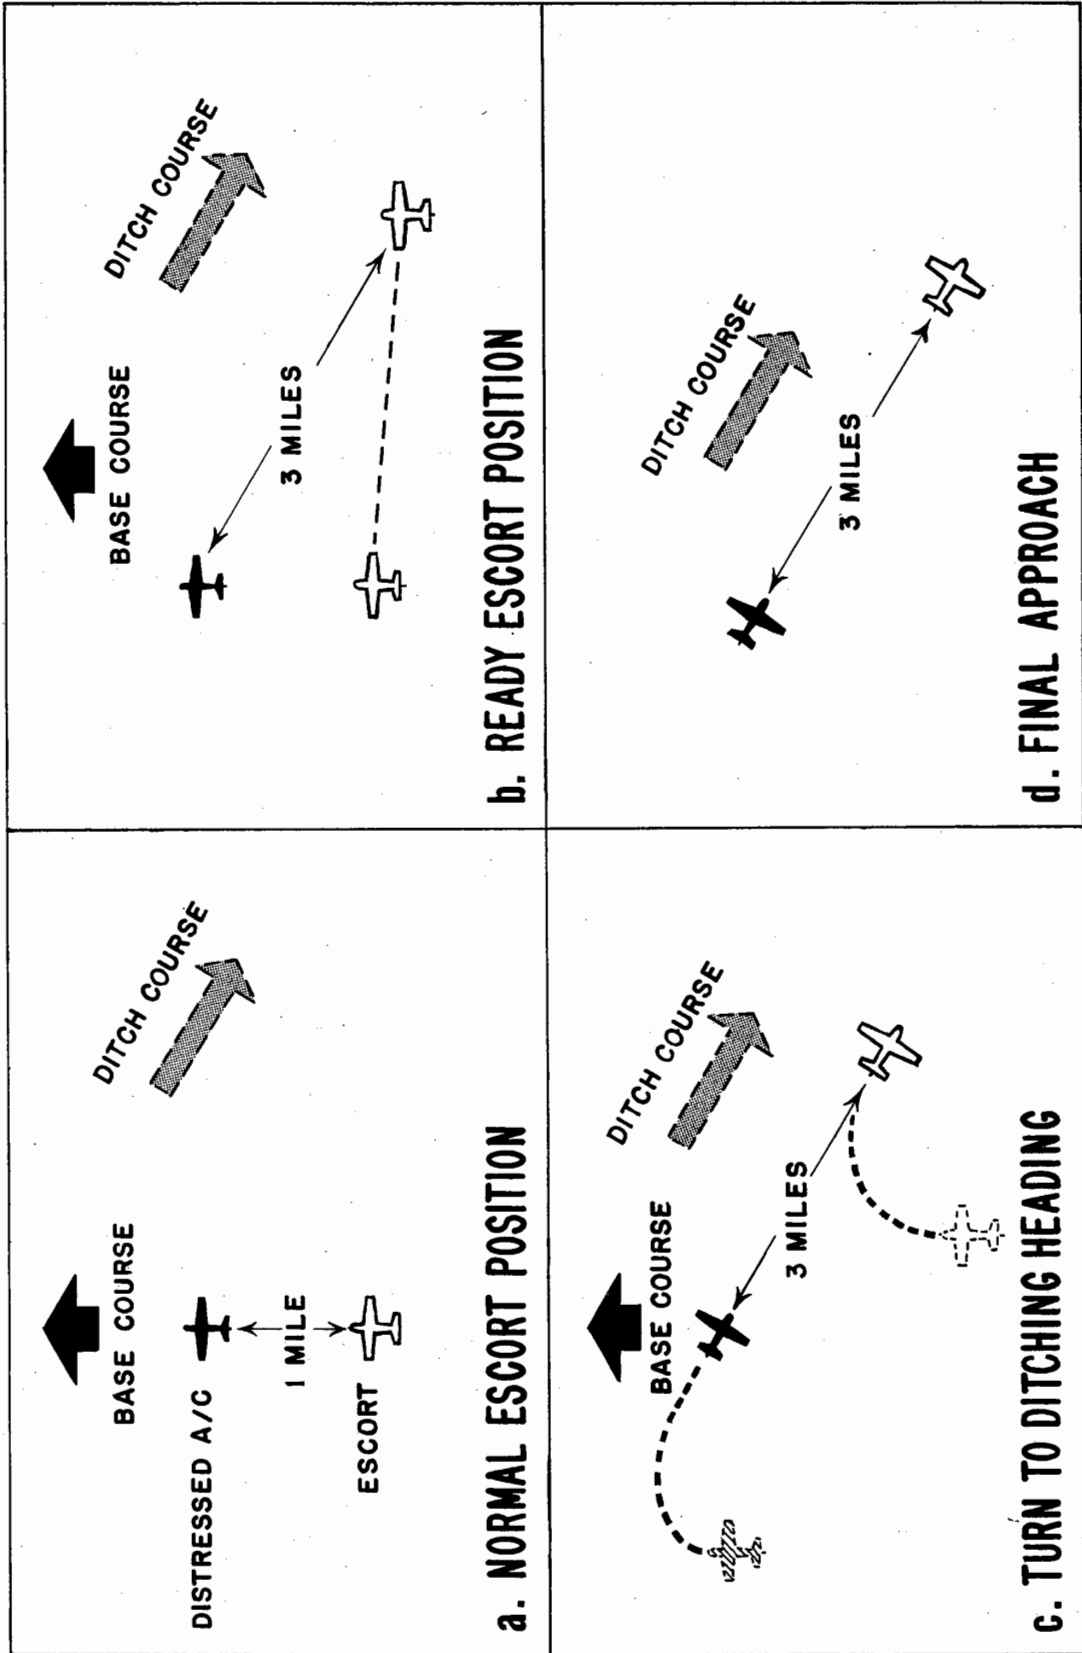 BASE COURSE
DITCH COURSE
DISTRESSED A/C
1 MILE
ESCORT
a. NORMAL ESCORT POSITION
BASE COURSE
DITCH COURSE
3 MILES
b. READY ESCORT POSITION
BASE COURSE
DITCH COURSE
3 MILES
c. TURN TO DITCHING HEADING
DITCH COURSE
3 MILES
d. FINAL APPROACH